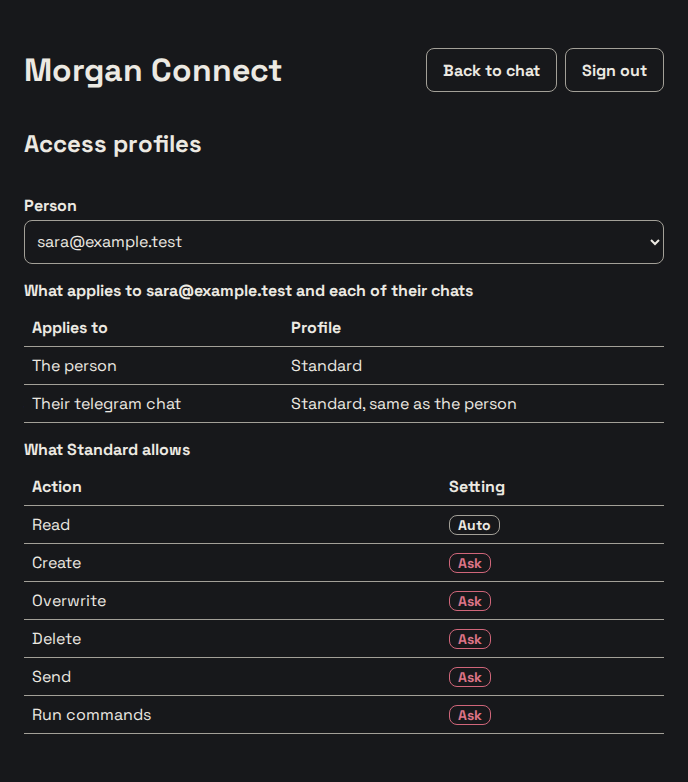 Morgan Connect
Back to chat
Sign out
Access profiles
Person
sara@example.test
What applies to sara@example.test and each of their chats
Applies to Profile
The person Standard
Their telegram chat Standard, same as the person
What Standard allows
Action Setting
Read Auto
Create Ask
Overwrite Ask
Delete Ask
Send Ask
Run commands Ask